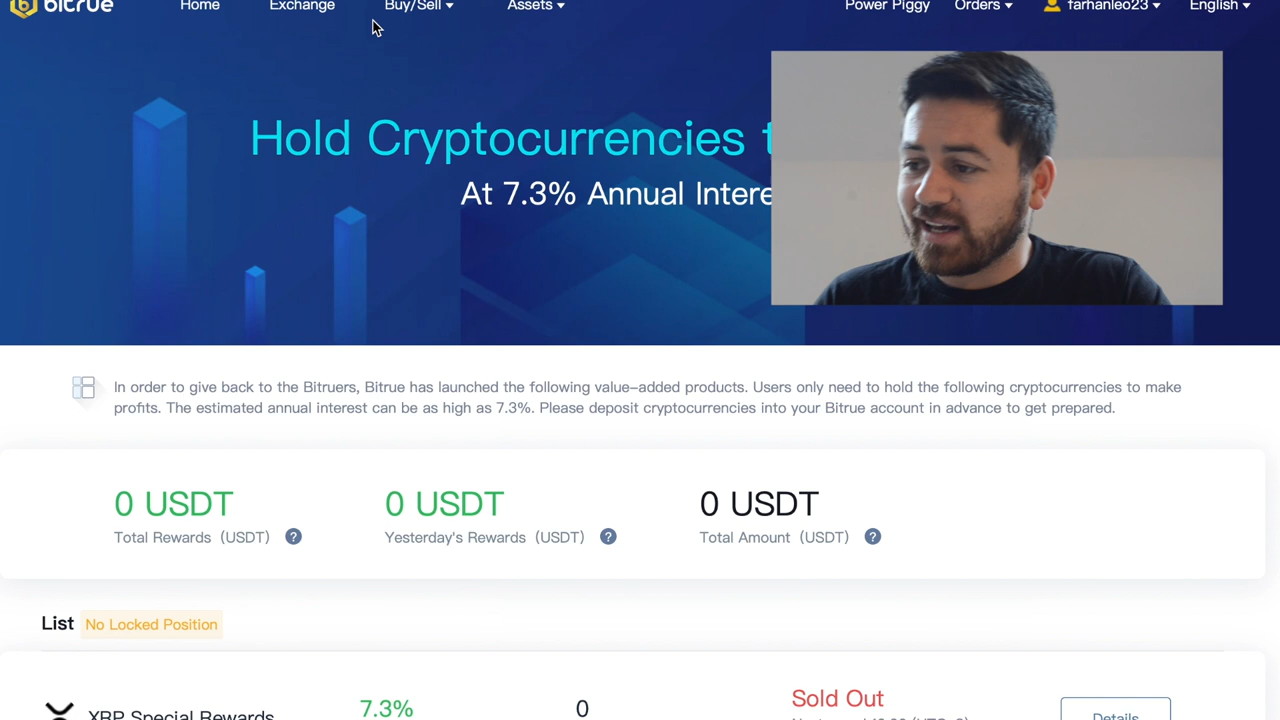 bitrue Home Exchange Buy/Sell Assets Power Piggy Orders farhanleo23 English
Hold Cryptocurrencies
At 7.3% Annual
In order to give back to the Bitruers, Bitrue has launched the following value-added products. Users only need to hold the following cryptocurrencies to make
profits. The estimated annual interest can be as high as 7.3%. Please deposit cryptocurrencies into your Bitrue account in advance to get prepared.
0 USDT 0 USDT 0 USDT
Total Rewards (USDT) ? Yesterday's Rewards (USDT) ? Total Amount (USDT) ?
List No Locked Position
XRP Special Rewards 7.3% 0 Sold Out
Details